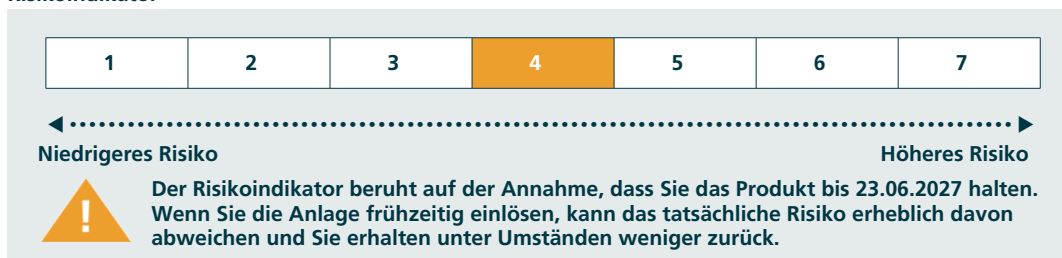 Risikoindikator
1 2 3 4 5 6 7
Niedrigeres Risiko Höheres Risiko
! Der Risikoindikator beruht auf der Annahme, dass Sie das Produkt bis 23.06.2027 halten.
Wenn Sie die Anlage frühzeitig einlösen, kann das tatsächliche Risiko erheblich davon
abweichen und Sie erhalten unter Umständen weniger zurück.